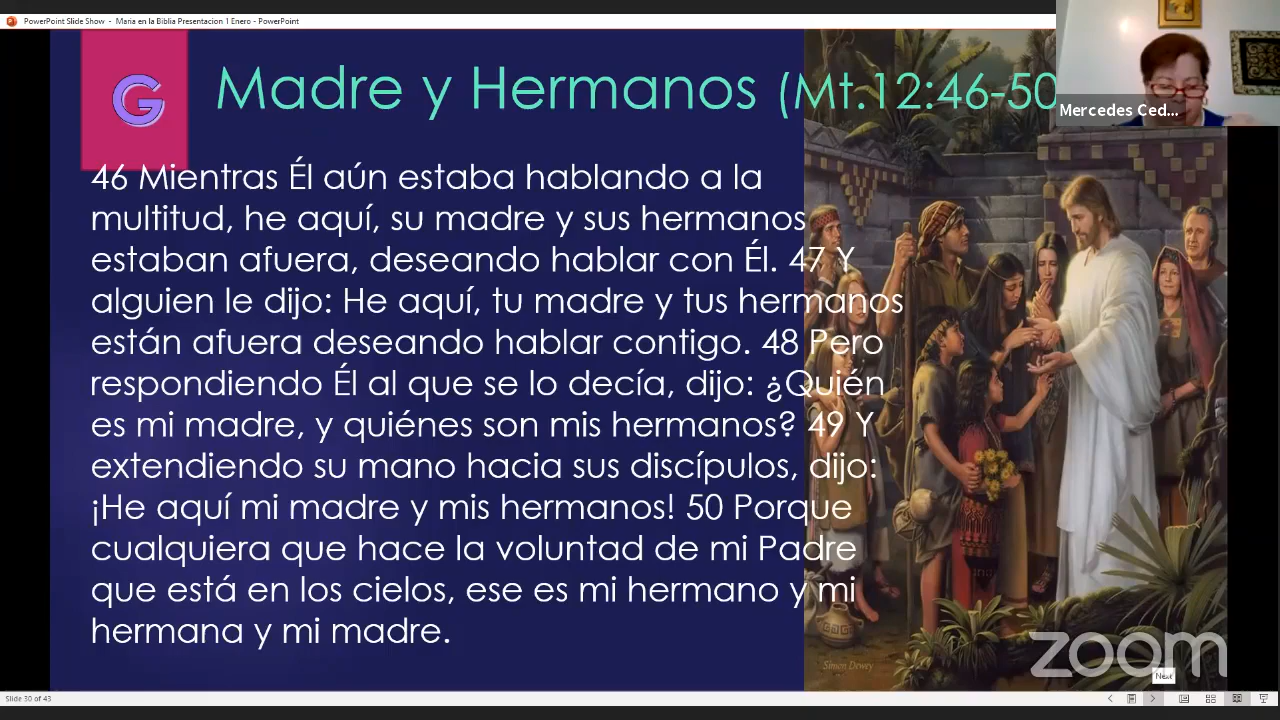 PowerPoint Slide Show - Maria en la Biblia Presentacion 1 Enero - PowerPoint
G
Madre y Hermanos (Mt.12:46-50
Mercedes Ced...
46 Mientras Él aún estaba hablando a la
multitud, he aquí, su madre y sus hermanos
estaban afuera, deseando hablar con Él. 47 Y
alguien le dijo: He aquí, tu madre y tus hermanos
están afuera deseando hablar contigo. 48 Pero
respondiendo Él al que se lo decía, dijo: ¿Quién
es mi madre, y quiénes son mis hermanos? 49 Y
extendiendo su mano hacia sus discípulos, dijo:
¡He aquí mi madre y mis hermanos! 50 Porque
cualquiera que hace la voluntad de mi Padre
que está en los cielos, ese es mi hermano y mi
hermana y mi madre.
Simon Dewey
zoom
Next
Slide 30 of 43